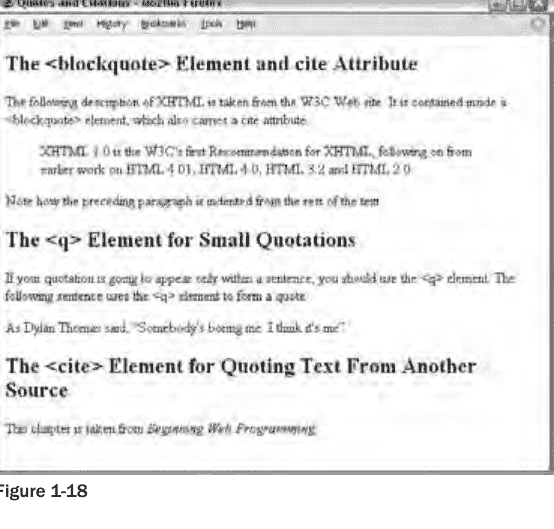 Quotes and Citations - Mozilla Firefox
File Edit View History Bookmarks Tools Help
The <blockquote> Element and cite Attribute
The following description of XHTML is taken from the W3C Web site. It is contained inside a
<blockquote> element, which also carries a cite attribute.
XHTML 1.0 is the W3C's first Recommendation for XHTML, following on from
earlier work on HTML 4.01, HTML 4.0, HTML 3.2 and HTML 2.0.
Note how the preceding paragraph is indented from the rest of the text
The <q> Element for Small Quotations
If your quotation is going to appear only within a sentence, you should use the <q> element. The
following sentence uses the <q> element to form a quote
As Dylan Thomas said, "Somebody's boring me. I think it's me".
The <cite> Element for Quoting Text From Another
Source
This chapter is taken from Beginning Web Programming.
Figure 1-18